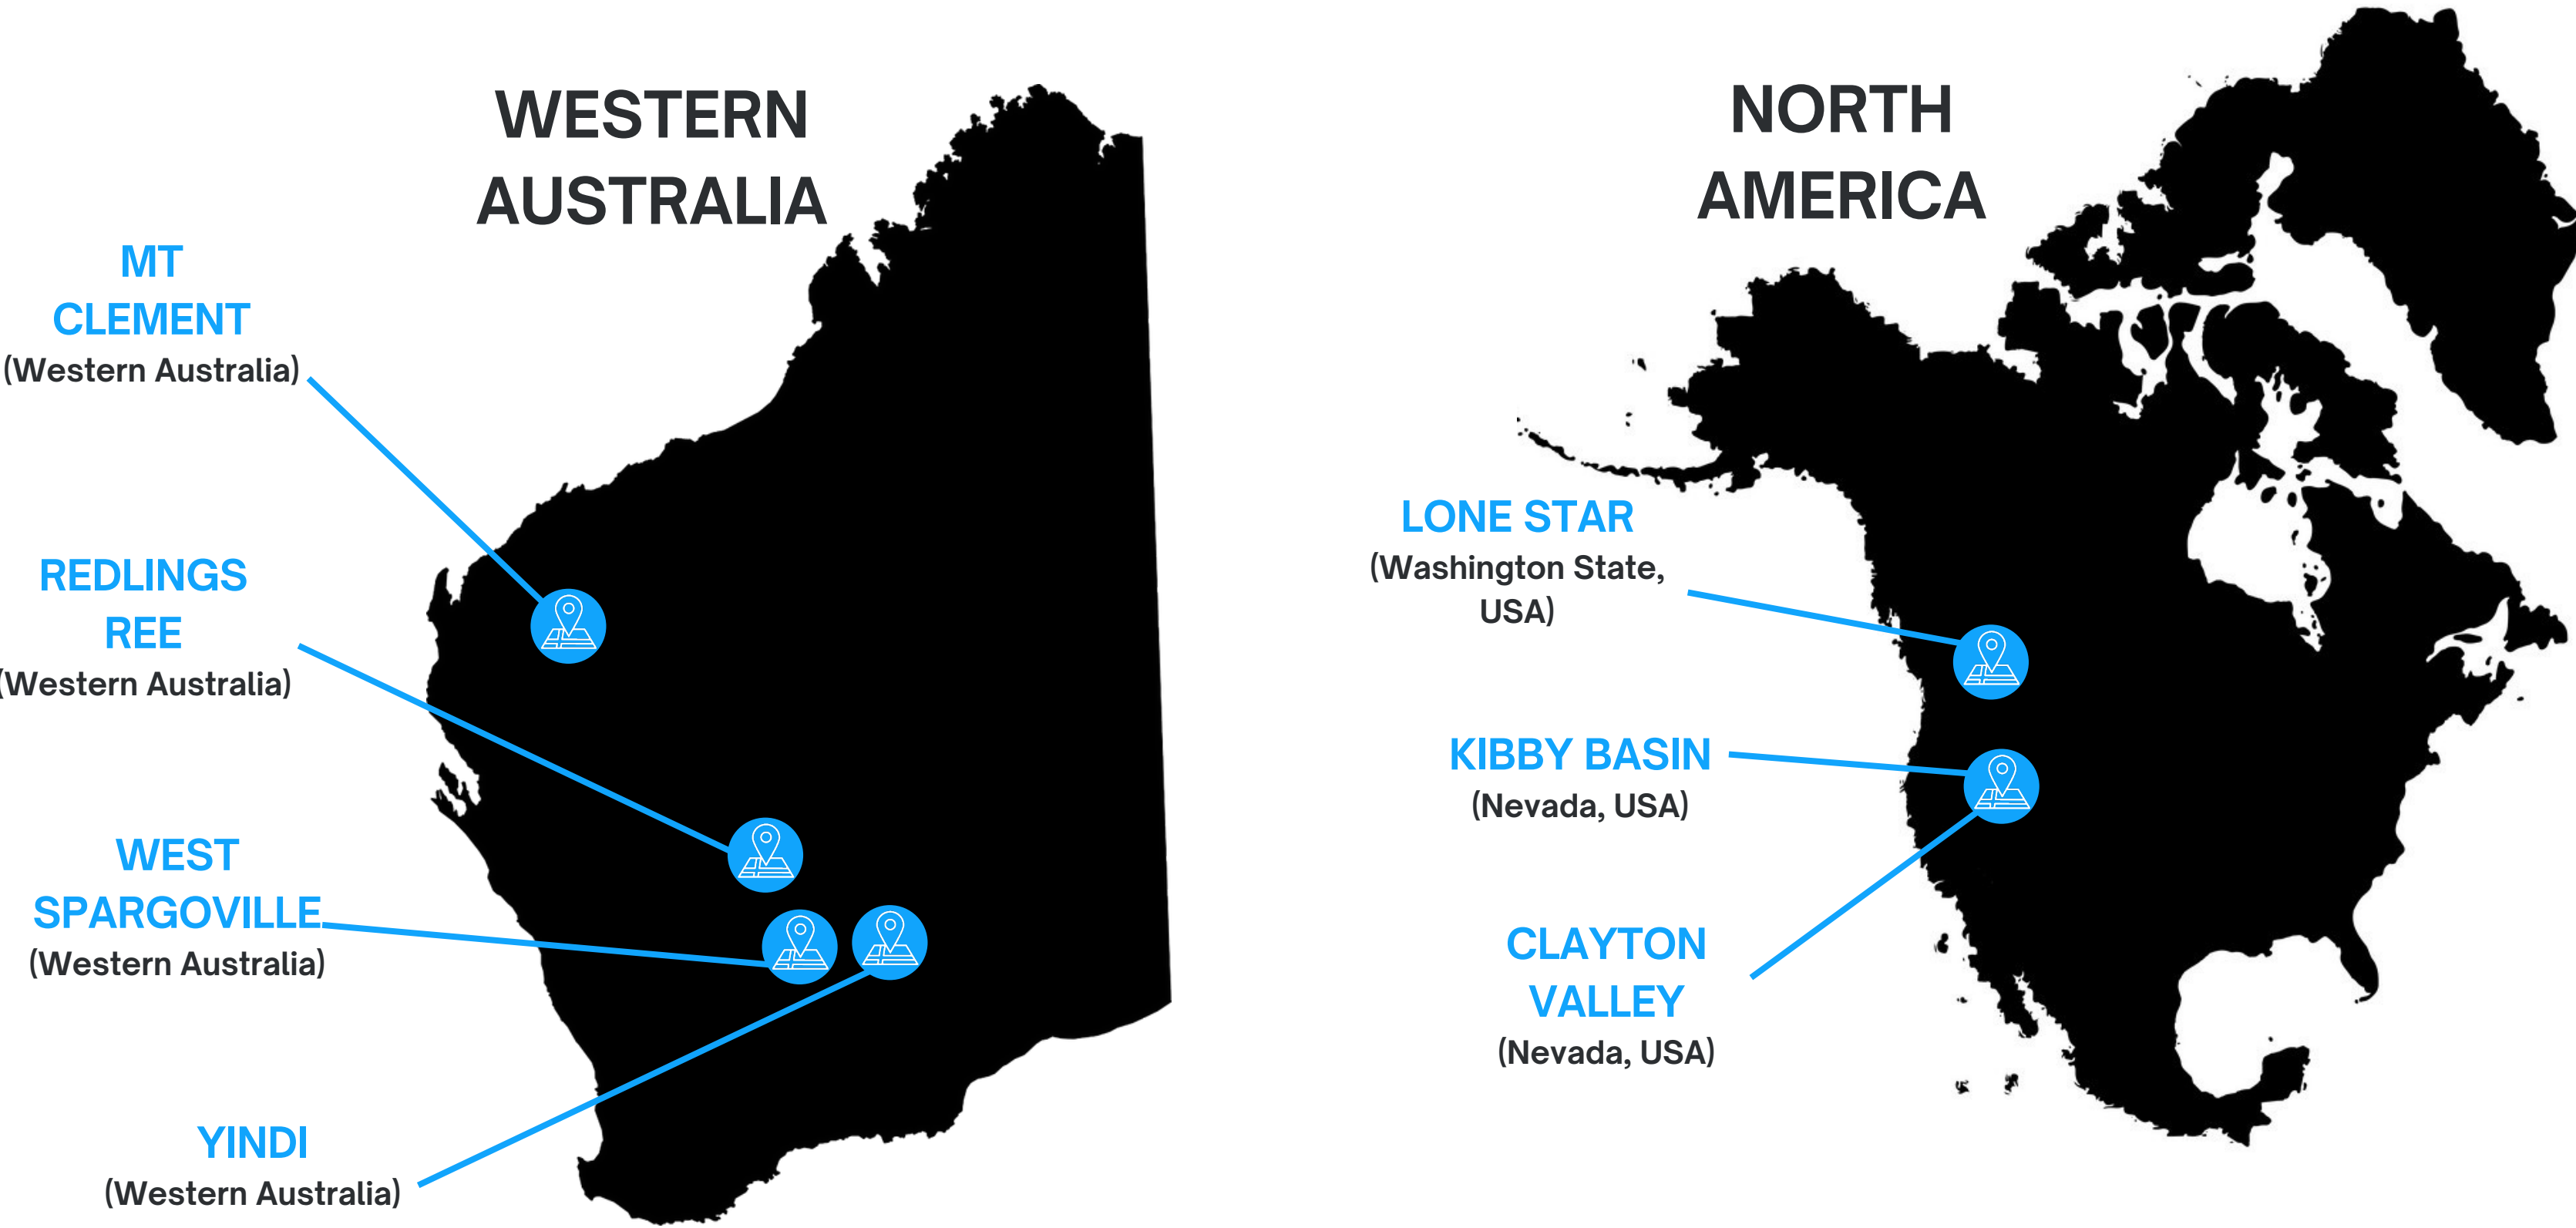 WESTERN
AUSTRALIA
MT
CLEMENT
(Western Australia)
REDLINGS
REE
(Western Australia)
WEST
SPARGOVILLE
(Western Australia)
YINDI
(Western Australia)
NORTH
AMERICA
LONE STAR
(Washington State,
USA)
KIBBY BASIN
(Nevada, USA)
CLAYTON
VALLEY
(Nevada, USA)